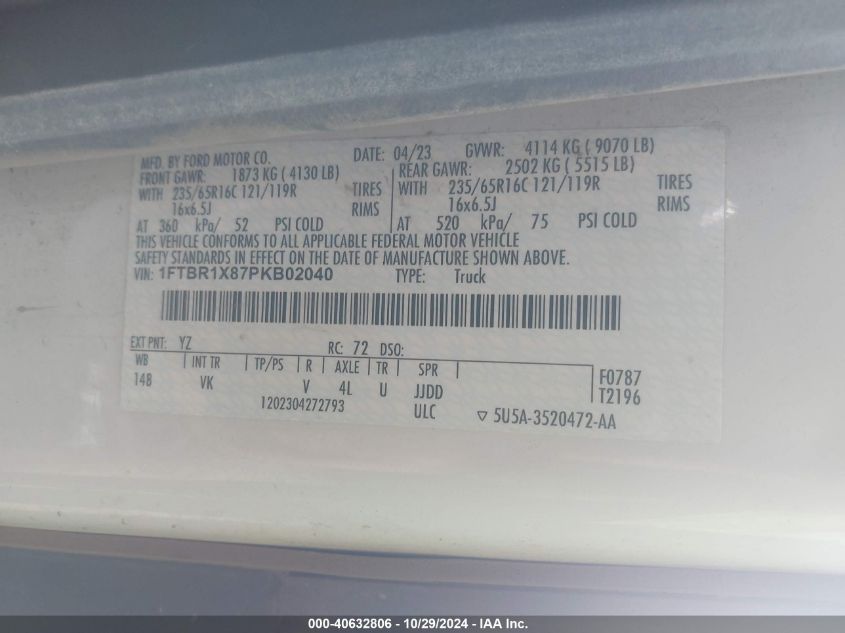 MFD. BY FORD MOTOR CO. DATE: 04/23 GVWR: 4114 KG ( 9070 LB)
FRONT GAWR: 1873 KG ( 4130 LB) REAR GAWR: 2502 KG ( 5515 LB)
WITH 235/65R16C 121/119R TIRES WITH 235/65R16C 121/119R TIRES
16x6.5J RIMS 16x6.5J RIMS
AT 360 kPa/ 52 PSI COLD AT 520 kPa/ 75 PSI COLD
THIS VEHICLE CONFORMS TO ALL APPLICABLE FEDERAL MOTOR VEHICLE
SAFETY STANDARDS IN EFFECT ON THE DATE OF MANUFACTURE SHOWN ABOVE.
VIN: 1FTBR1X87PKB02040 TYPE: Truck
EXT PNT: YZ RC: 72 DSO:
WB INT TR TP/PS R AXLE TR SPR F0787
148 VK V 4L U JJDD T2196
1202304272793 ULC 5U5A-3520472-AA
000-40632806 - 10/29/2024 - IAA Inc.